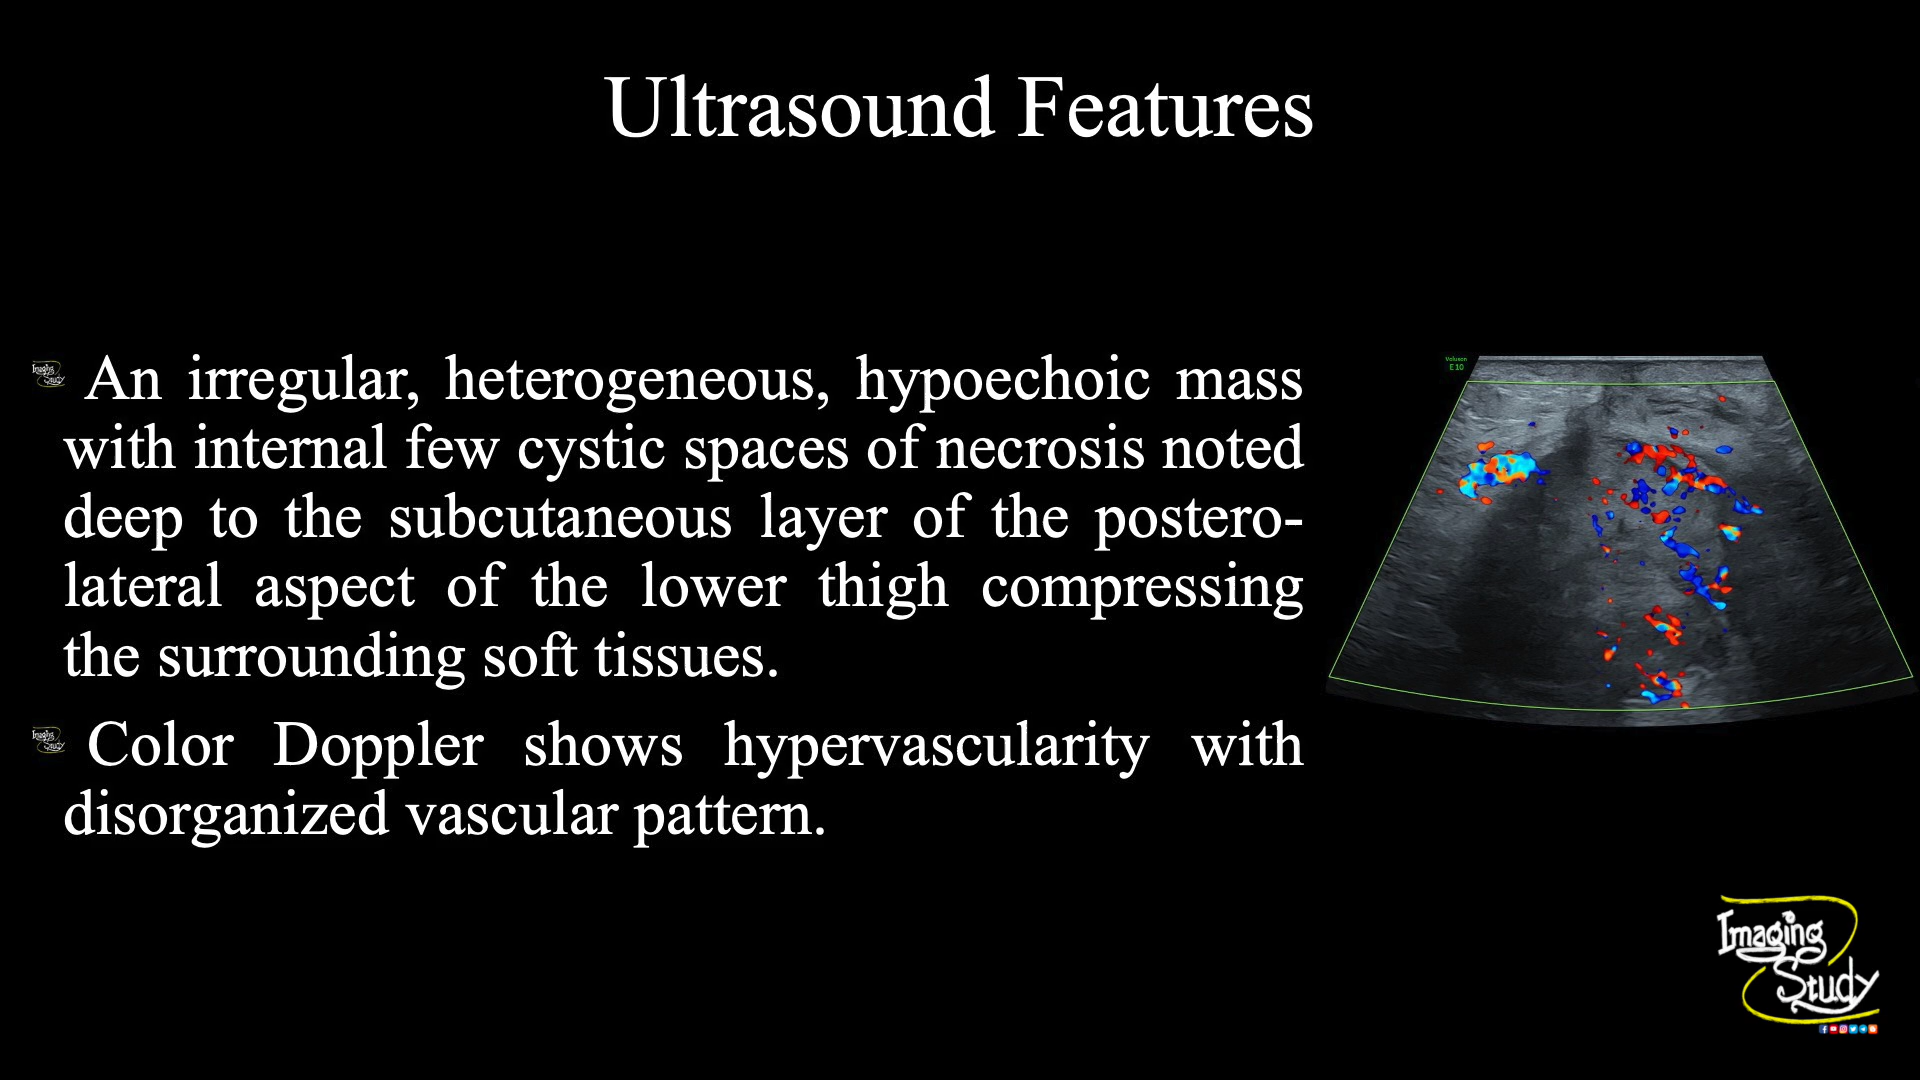 Ultrasound Features
An irregular, heterogeneous, hypoechoic mass
with internal few cystic spaces of necrosis noted
deep to the subcutaneous layer of the postero-
lateral aspect of the lower thigh compressing
the surrounding soft tissues.
Color Doppler shows hypervascularity with
disorganized vascular pattern.
Voluson
E10
Imaging
Study